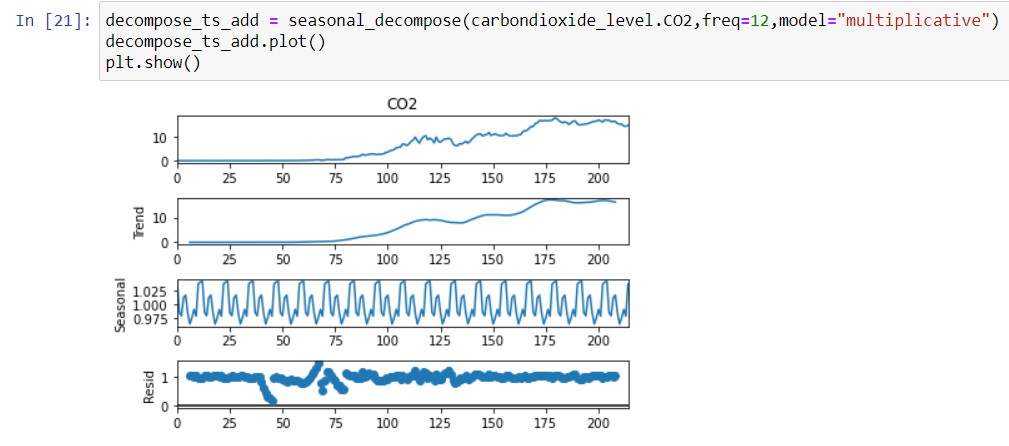 In [21]: decompose_ts_add = seasonal_decompose(carbondioxide_level.CO2,freq=12,model="multiplicative")
decompose_ts_add.plot()
plt.show()
CO2
10
0
0 25 50 75 100 125 150 175 200
Trend
10
0
0 25 50 75 100 125 150 175 200
Seasonal
1.025
1.000
0.975
0 25 50 75 100 125 150 175 200
Resid
1
0
0 25 50 75 100 125 150 175 200